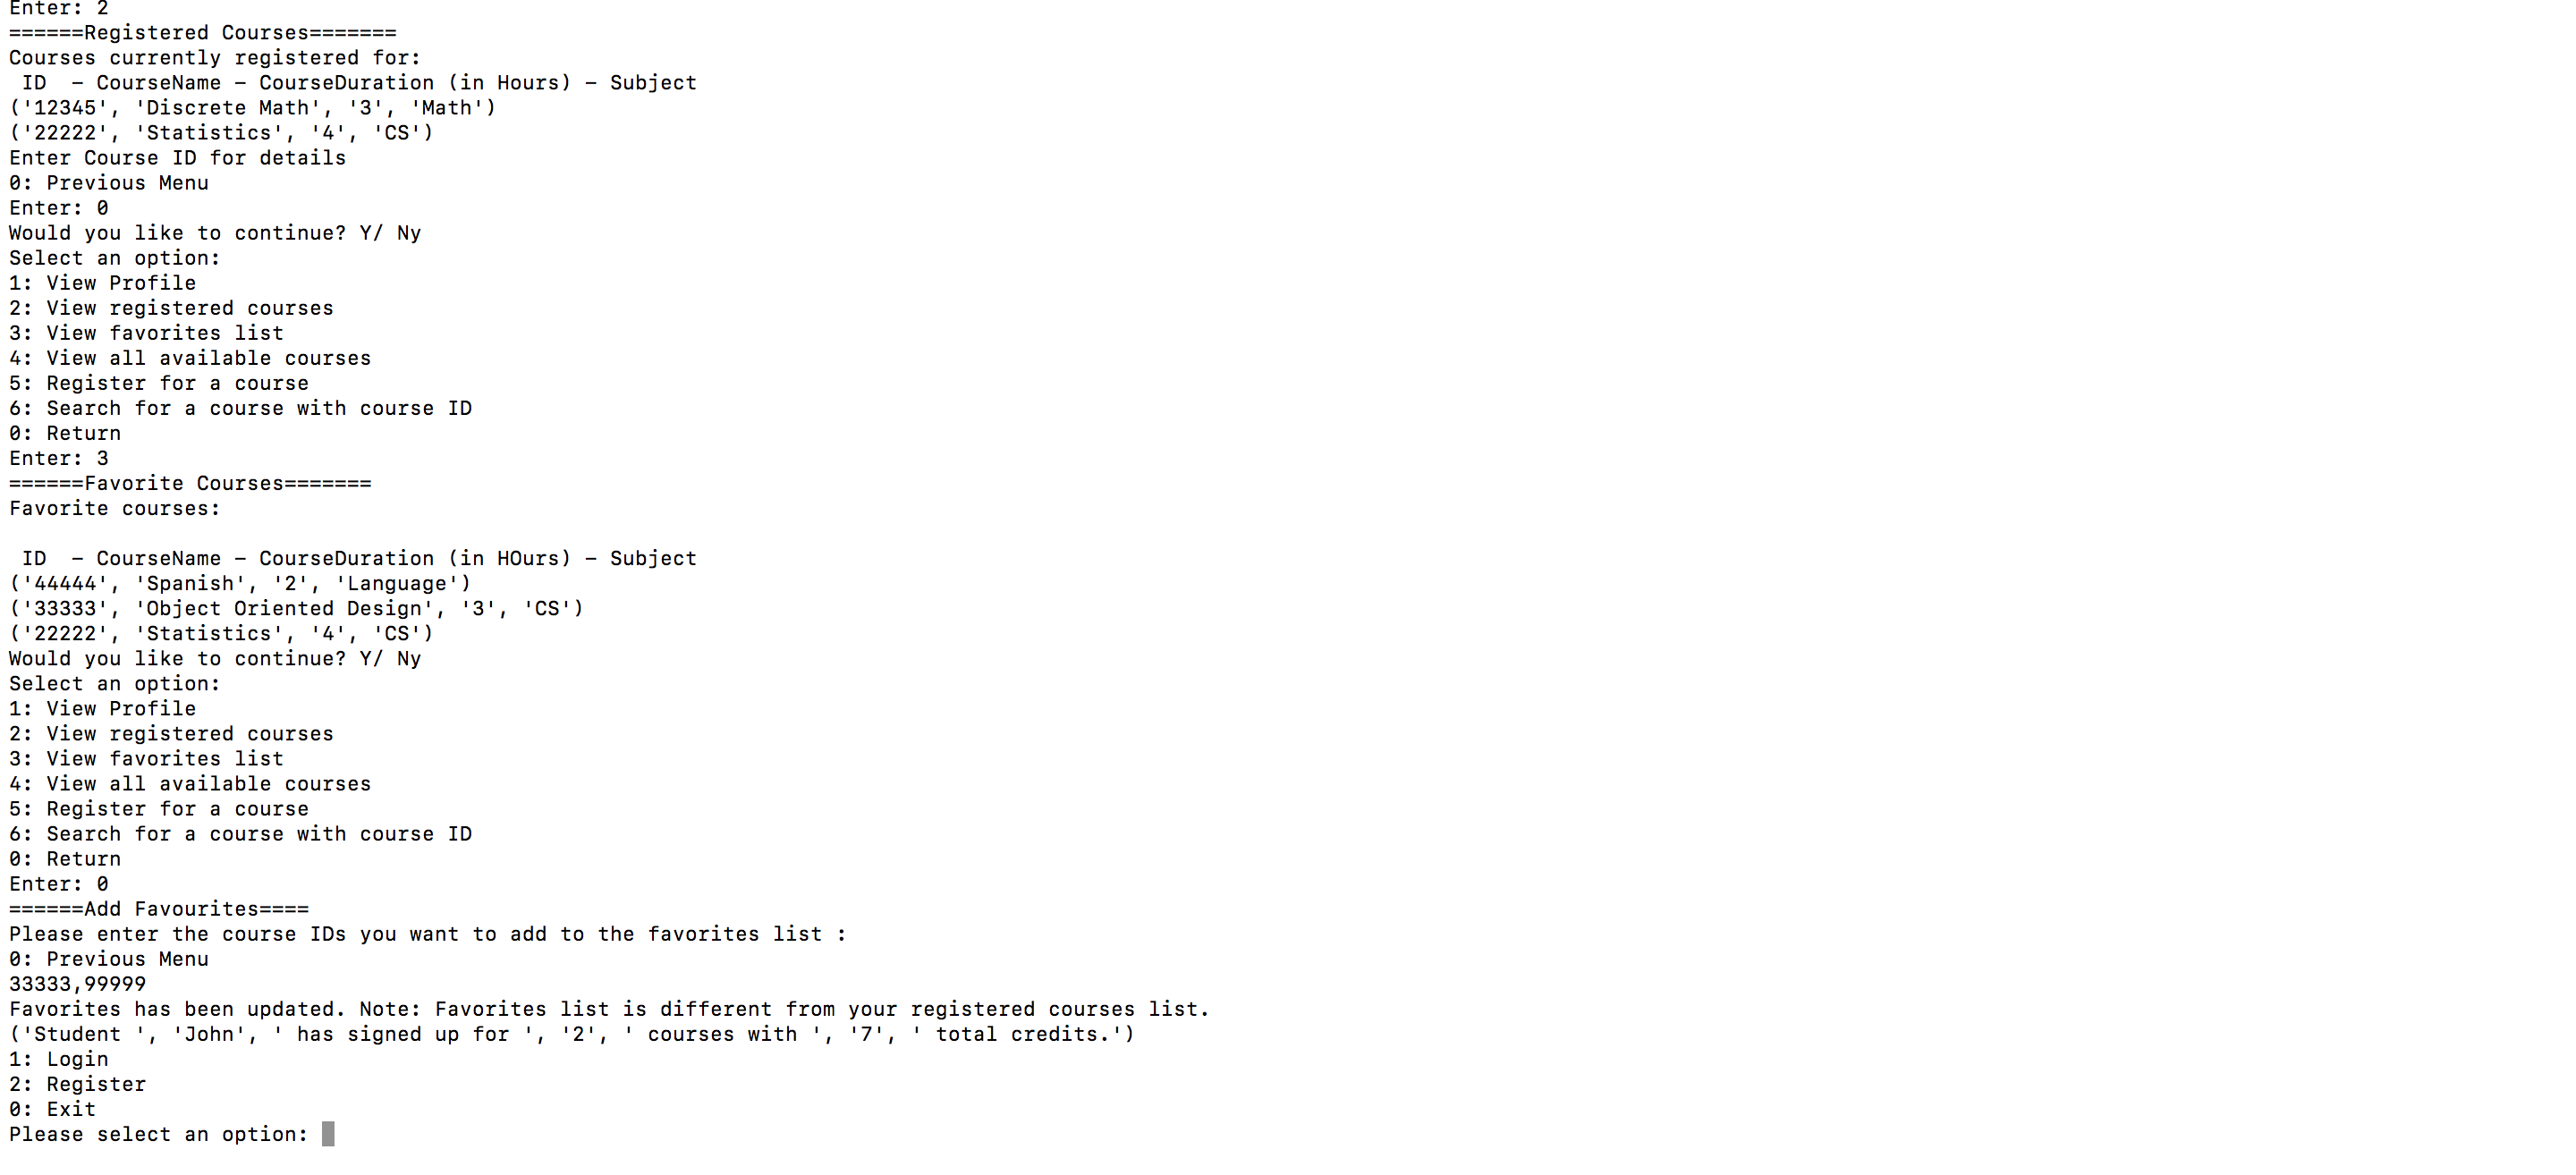 Enter: 2
======Registered Courses=======
Courses currently registered for:
 ID  - CourseName - CourseDuration (in Hours) - Subject
('12345', 'Discrete Math', '3', 'Math')
('22222', 'Statistics', '4', 'CS')
Enter Course ID for details
0: Previous Menu
Enter: 0
Would you like to continue? Y/ Ny
Select an option:
1: View Profile
2: View registered courses
3: View favorites list
4: View all available courses
5: Register for a course
6: Search for a course with course ID
0: Return
Enter: 3
======Favorite Courses=======
Favorite courses:

 ID  - CourseName - CourseDuration (in HOurs) - Subject
('44444', 'Spanish', '2', 'Language')
('33333', 'Object Oriented Design', '3', 'CS')
('22222', 'Statistics', '4', 'CS')
Would you like to continue? Y/ Ny
Select an option:
1: View Profile
2: View registered courses
3: View favorites list
4: View all available courses
5: Register for a course
6: Search for a course with course ID
0: Return
Enter: 0
======Add Favourites====
Please enter the course IDs you want to add to the favorites list :
0: Previous Menu
33333,99999
Favorites has been updated. Note: Favorites list is different from your registered courses list.
('Student ', 'John', ' has signed up for ', '2', ' courses with ', '7', ' total credits.')
1: Login
2: Register
0: Exit
Please select an option: